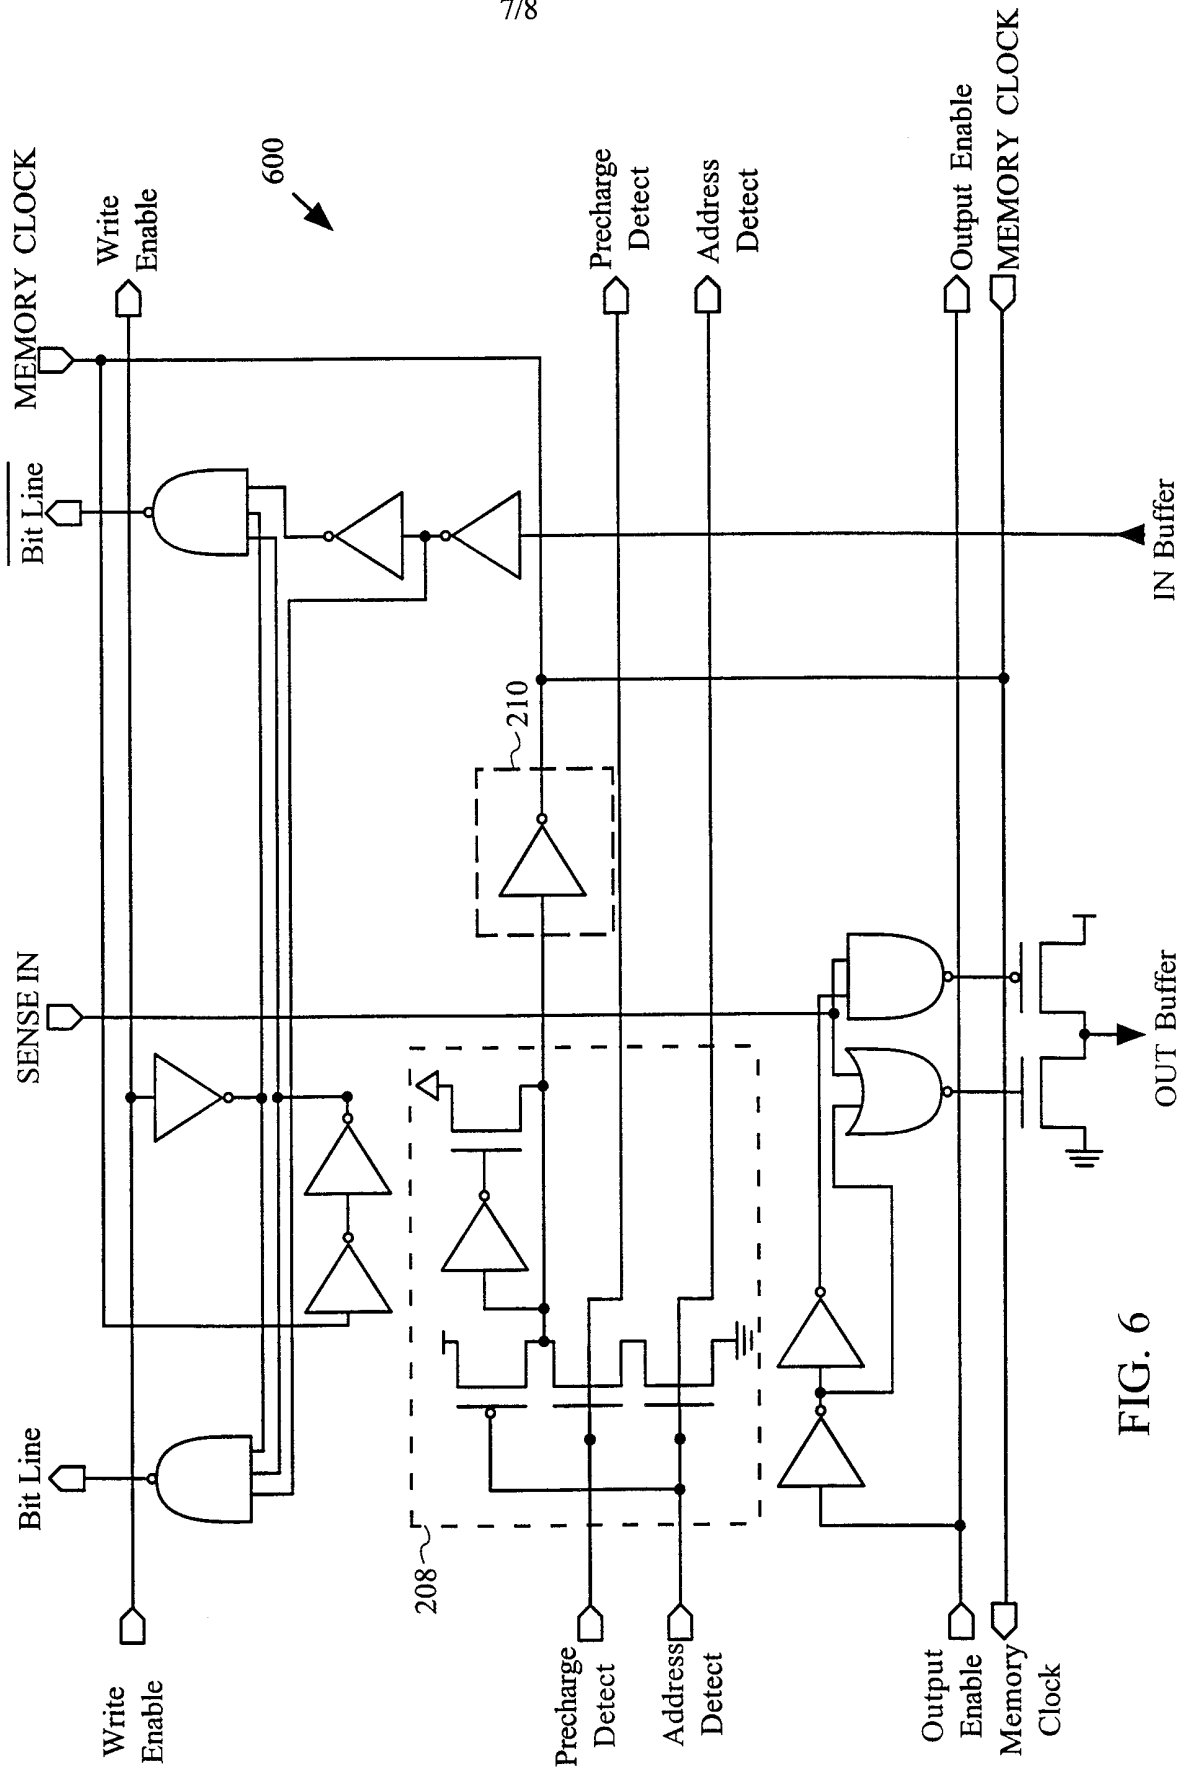 7/8
MEMORY CLOCK
Write
Enable
600
Bit Line
SENSE IN
Bit Line
Write
Enable
Precharge
Detect
Address
Detect
210
208
Precharge
Detect
Address
Detect
Output Enable
MEMORY CLOCK
Output
Enable
Memory
Clock
IN Buffer
OUT Buffer
FIG. 6